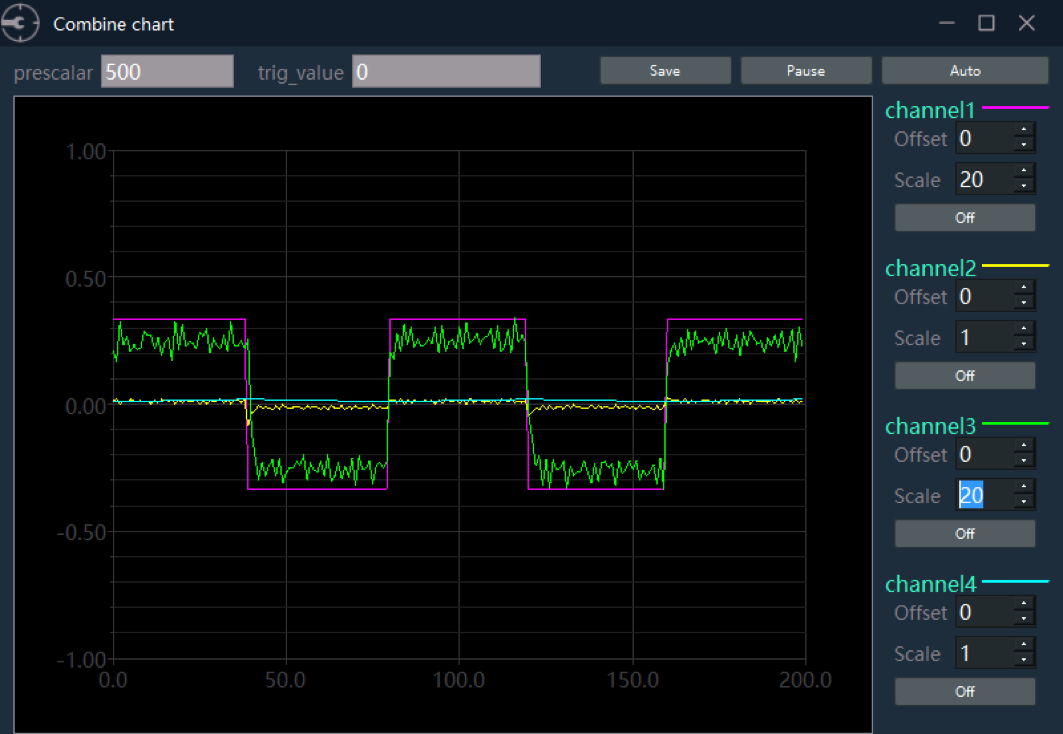 Combine chart
prescalar 500 trig_value 0 Save Pause Auto
channel1
Offset 0
Scale 20
Off
channel2
Offset 0
Scale 1
Off
channel3
Offset 0
Scale 20
Off
channel4
Offset 0
Scale 1
Off
1.00
0.50
0.00
-0.50
-1.00
0.0 50.0 100.0 150.0 200.0